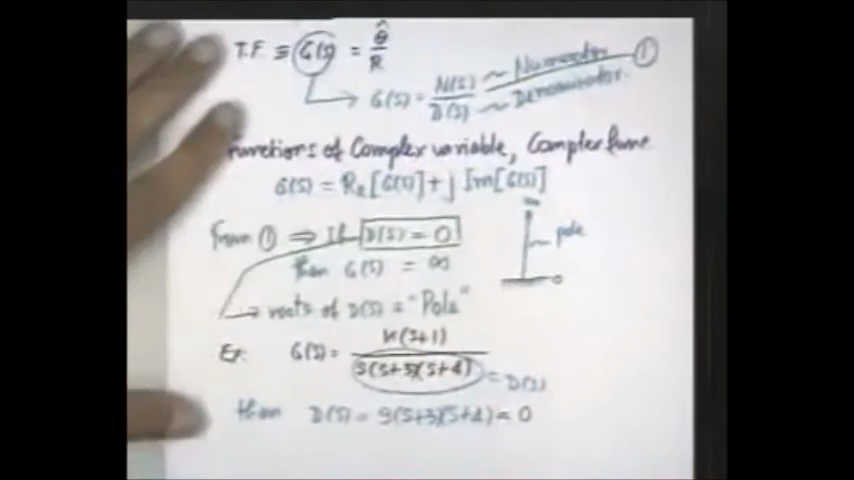 T.F. ≡ G(s) = θ̂/R
G(s) = N(s)/D(s) ~ Numerator ~ Denominator. ①
Functions of Complex variable, Complex func
G(s) = Re[G(s)] + j Im[G(s)]
From ① ⇒ If D(s) = 0
then G(s) = ∞
pole
→ roots of D(s) = "Pole"
Ex: G(s) = K(s+1)/s(s+3)(s+4) = D(s)
then D(s) = s(s+3)(s+4) = 0